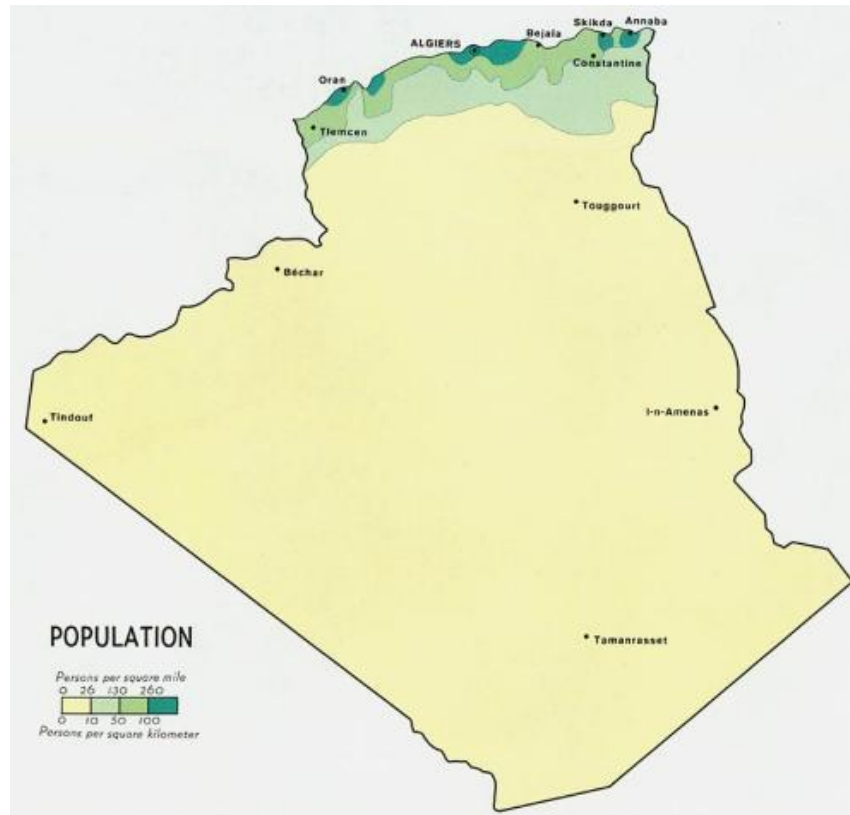 Skikda
Annaba
Bejaia
ALGIERS
Constantine
Oran
Tlemcen
Touggourt
Béchar
I-n-Amenas
Tindouf
Tamanrasset
POPULATION
Persons per square mile
0 26 130 260
0 10 50 100
Persons per square kilometer